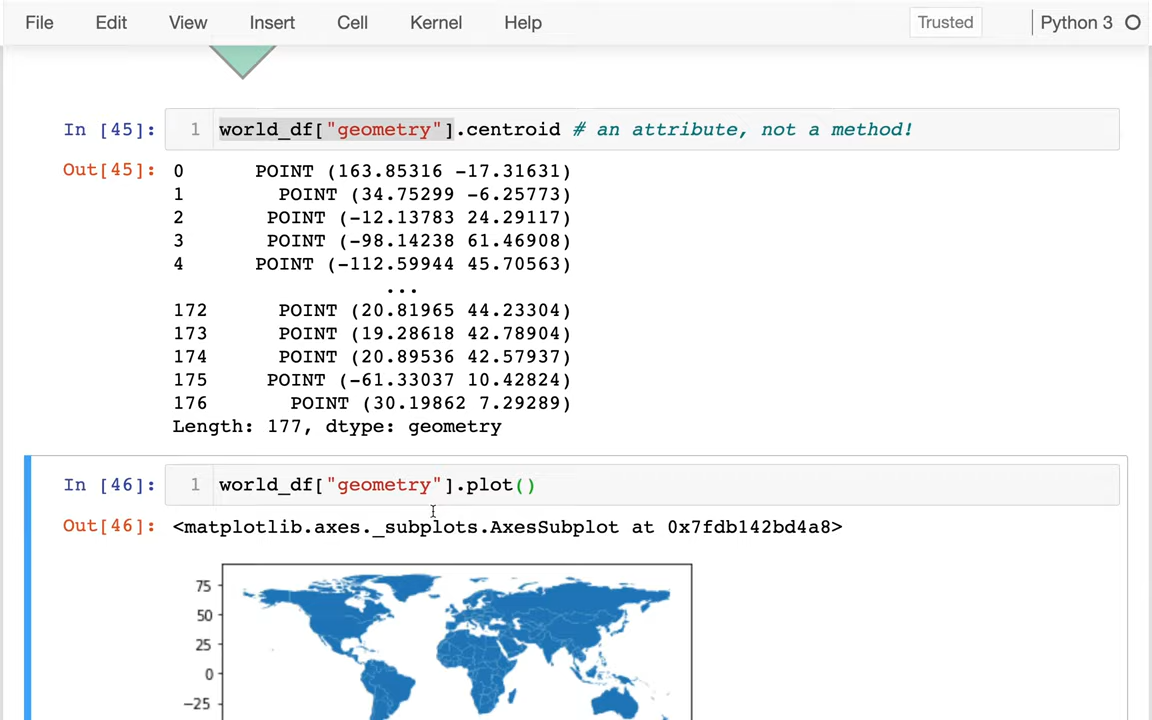 File Edit View Insert Cell Kernel Help Trusted Python 3
In [45]: 1 world_df["geometry"].centroid # an attribute, not a method!
Out[45]: 0 POINT (163.85316 -17.31631)
1 POINT (34.75299 -6.25773)
2 POINT (-12.13783 24.29117)
3 POINT (-98.14238 61.46908)
4 POINT (-112.59944 45.70563)
...
172 POINT (20.81965 44.23304)
173 POINT (19.28618 42.78904)
174 POINT (20.89536 42.57937)
175 POINT (-61.33037 10.42824)
176 POINT (30.19862 7.29289)
Length: 177, dtype: geometry
In [46]: 1 world_df["geometry"].plot()
Out[46]: <matplotlib.axes._subplots.AxesSubplot at 0x7fdb142bd4a8>
75
50
25
0
−25